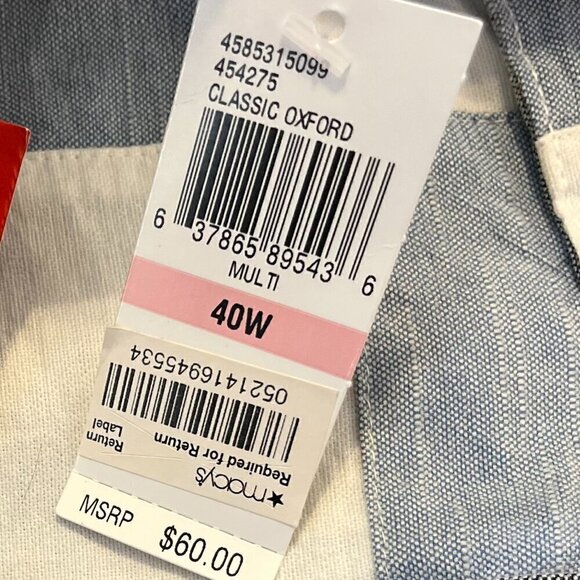 4585315099
454275
CLASSIC OXFORD
6 37865 89543 6
MULTI
40W
052141694553​4
Return
Label
Required for Return
★macy's
MSRP $60.00